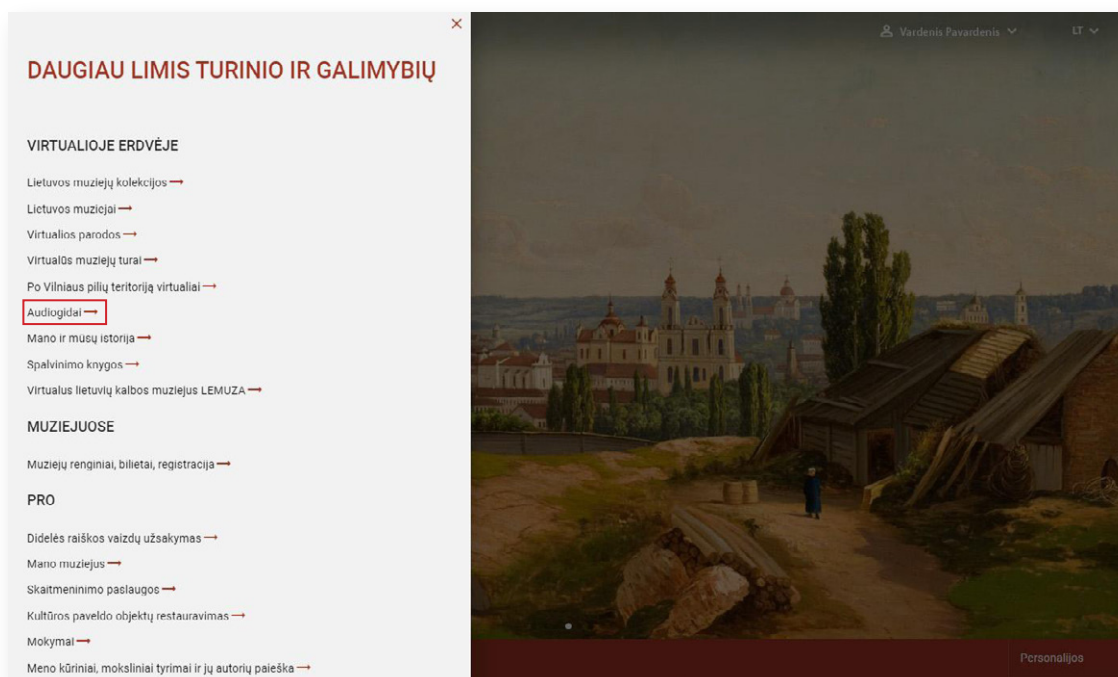 Vardenis Pavardenis
LT
DAUGIAU LIMIS TURINIO IR GALIMYBIŲ
VIRTUALIOJE ERDVĖJE
Lietuvos muziejų kolekcijos
Lietuvos muziejai
Virtualios parodos
Virtualūs muziejų turai
Po Vilniaus pilių teritoriją virtualiai
Audiogidai
Mano ir mūsų istorija
Spalvinimo knygos
Virtualus lietuvių kalbos muziejus LEMUZA
MUZIEJUOSE
Muziejų renginiai, bilietai, registracija
PRO
Didelės raiškos vaizdų užsakymas
Mano muziejus
Skaitmeninimo paslaugos
Kultūros paveldo objektų restauravimas
Mokymai
Meno kūriniai, moksliniai tyrimai ir jų autorių paieška
Personalijos